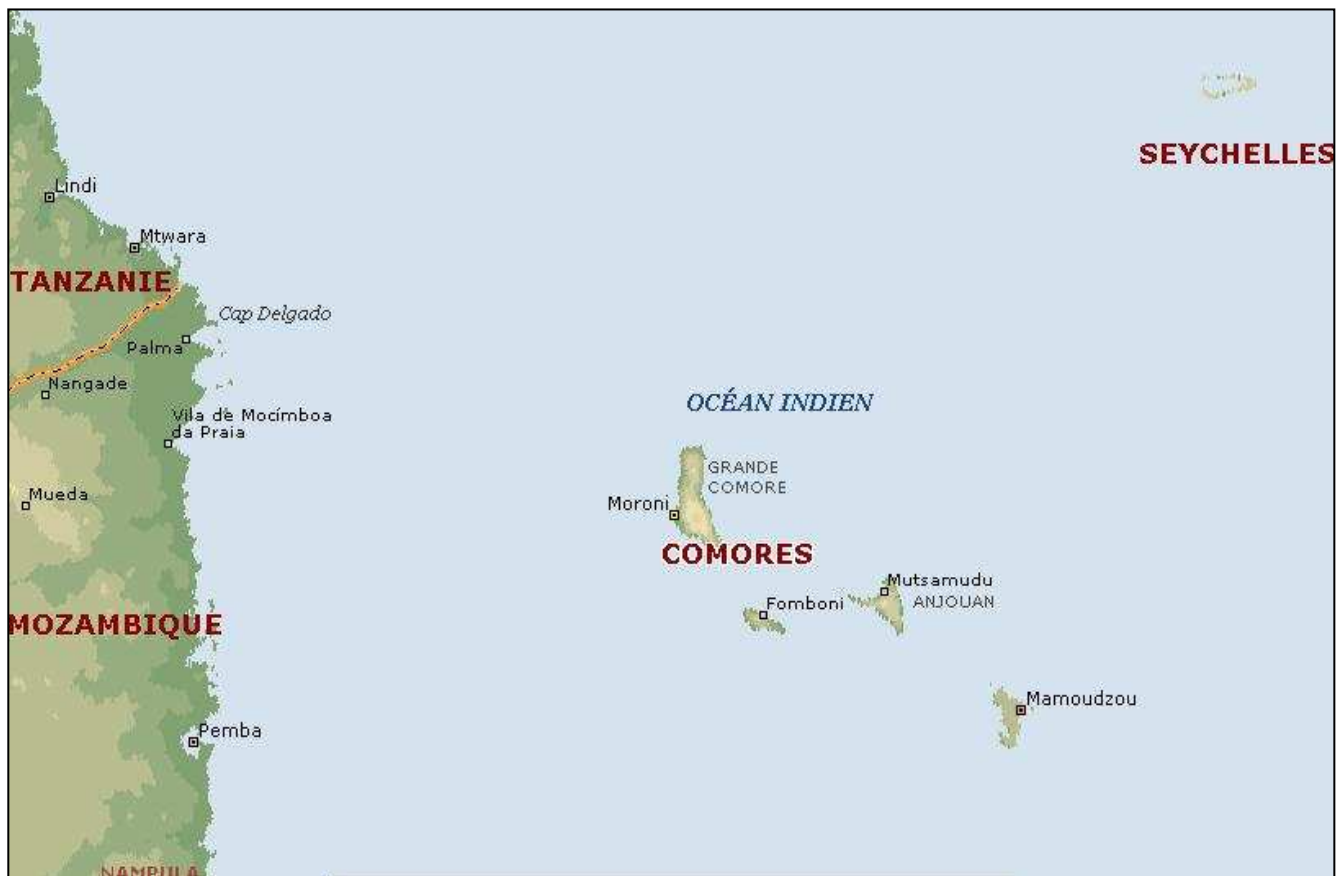 SEYCHELLES
Lindi
Mtwara
TANZANIE
Cap Delgado
Palma
Nangade
OCÉAN INDIEN
Vila de Mocímboa
da Praia
GRANDE
COMORE
Mueda
Moroni
COMORES
Mutsamudu
Fomboni
ANJOUAN
MOZAMBIQUE
Mamoudzou
Pemba
NAMPULA